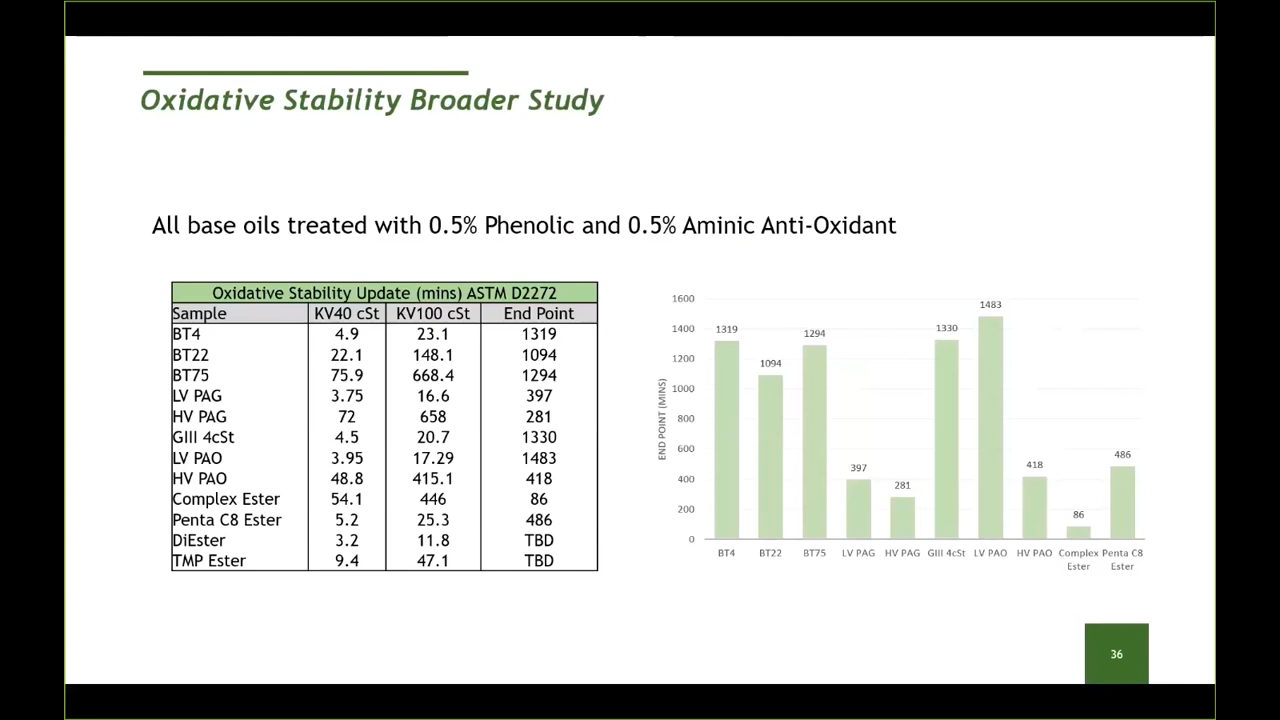 Oxidative Stability Broader Study
All base oils treated with 0.5% Phenolic and 0.5% Aminic Anti-Oxidant
Oxidative Stability Update (mins) ASTM D2272
Sample KV40 cSt KV100 cSt End Point
BT4 4.9 23.1 1319
BT22 22.1 148.1 1094
BT75 75.9 668.4 1294
LV PAG 3.75 16.6 397
HV PAG 72 658 281
GIII 4cSt 4.5 20.7 1330
LV PAO 3.95 17.29 1483
HV PAO 48.8 415.1 418
Complex Ester 54.1 446 86
Penta C8 Ester 5.2 25.3 486
DiEster 3.2 11.8 TBD
TMP Ester 9.4 47.1 TBD
END POINT (MINS)
1600
1400
1200
1000
800
600
400
200
0
1319 1094 1294 397 281 1330 1483 418 86 486
BT4 BT22 BT75 LV PAG HV PAG GIII 4cSt LV PAO HV PAO Complex Penta C8
Ester Ester
36